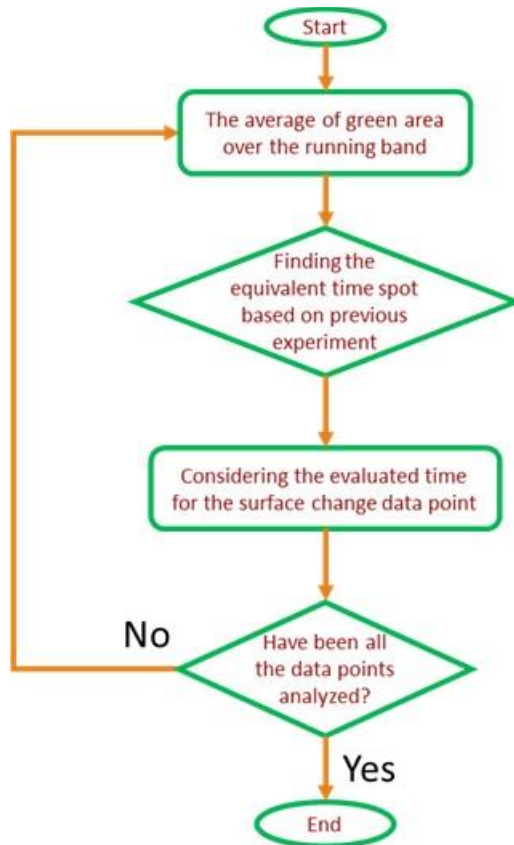 Start
The average of green area
over the running band
Finding the
equivalent time spot
based on previous
experiment
Considering the evaluated time
for the surface change data point
No
Have been all
the data points
analyzed?
Yes
End